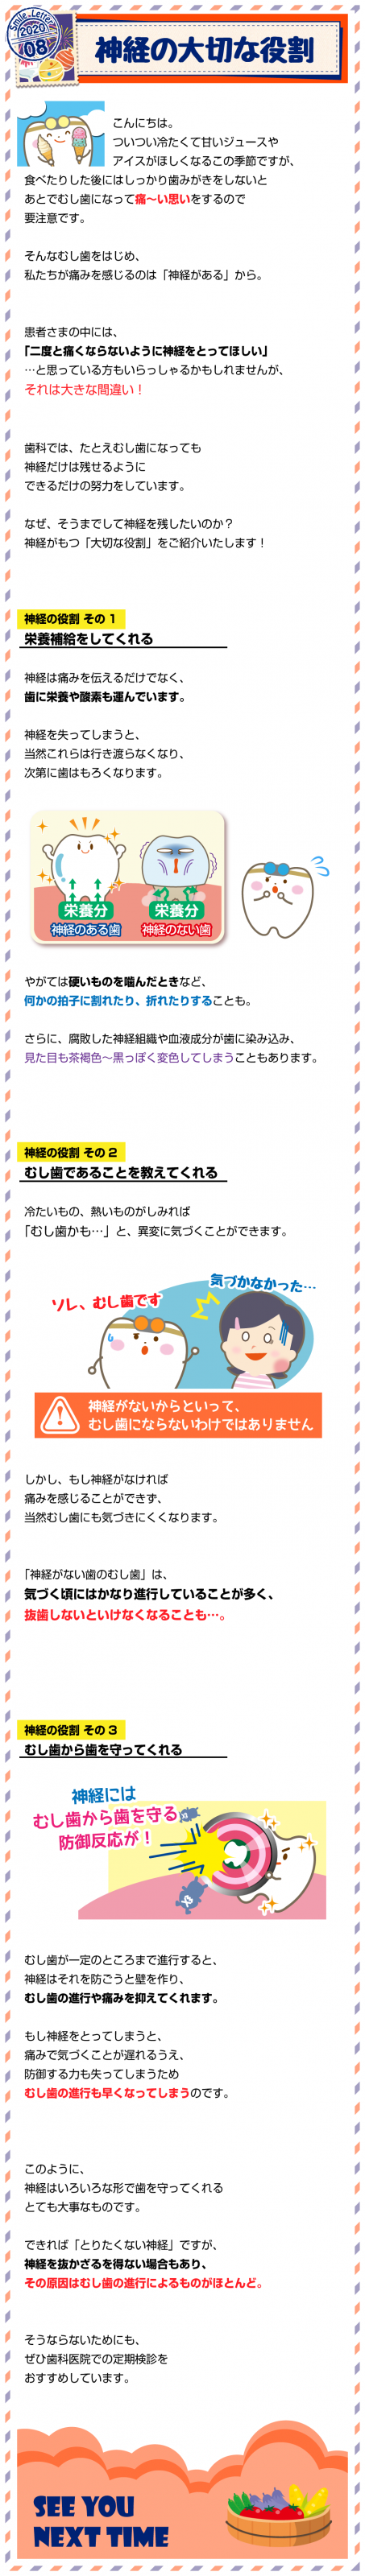 Smile Letter
2020
08
神経の大切な役割
こんにちは。
ついつい冷たくて甘いジュースや
アイスがほしくなるこの季節ですが、
食べたりした後にはしっかり歯みがきをしないと
あとでむし歯になって痛〜い思いをするので
要注意です。
そんなむし歯をはじめ、
私たちが痛みを感じるのは「神経がある」から。
患者さまの中には、
「二度と痛くならないように神経をとってほしい」
…と思っている方もいらっしゃるかもしれませんが、
それは大きな間違い！
歯科では、たとえむし歯になっても
神経だけは残せるように
できるだけの努力をしています。
なぜ、そうまでして神経を残したいのか？
神経がもつ「大切な役割」をご紹介いたします！
神経の役割 その１
栄養補給をしてくれる
神経は痛みを伝えるだけでなく、
歯に栄養や酸素も運んでいます。
神経を失ってしまうと、
当然これらは行き渡らなくなり、
次第に歯はもろくなります。
栄養分
神経のある歯
栄養分
神経のない歯
やがては硬いものを噛んだときなど、
何かの拍子に割れたり、折れたりすることも。
さらに、腐敗した神経組織や血液成分が歯に染み込み、
見た目も茶褐色〜黒っぽく変色してしまうこともあります。
神経の役割 その２
むし歯であることを教えてくれる
冷たいもの、熱いものがしみれば
「むし歯かも…」と、異変に気づくことができます。
ソレ、むし歯です
気づかなかった…
神経がないからといって、
むし歯にならないわけではありません
しかし、もし神経がなければ
痛みを感じることができず、
当然むし歯にも気づきにくくなります。
「神経がない歯のむし歯」は、
気づく頃にはかなり進行していることが多く、
抜歯しないといけなくなることも…。
神経の役割 その３
むし歯から歯を守ってくれる
神経には
むし歯から歯を守る
防御反応が！
むし歯が一定のところまで進行すると、
神経はそれを防ごうと壁を作り、
むし歯の進行や痛みを抑えてくれます。
もし神経をとってしまうと、
痛みで気づくことが遅れるうえ、
防御する力も失ってしまうため
むし歯の進行も早くなってしまうのです。
このように、
神経はいろいろな形で歯を守ってくれる
とても大事なものです。
できれば「とりたくない神経」ですが、
神経を抜かざるを得ない場合もあり、
その原因はむし歯の進行によるものがほとんど。
そうならないためにも、
ぜひ歯科医院での定期検診を
おすすめしています。
SEE YOU
NEXT TIME